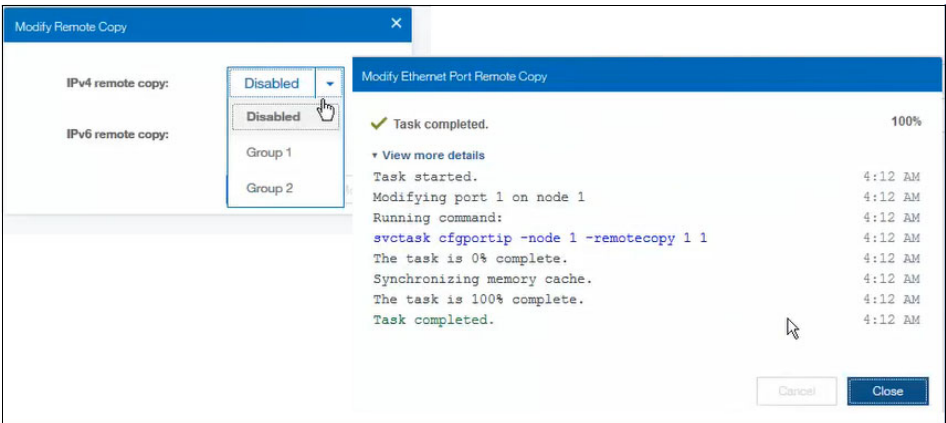 Modify Remote Copy
IPv4 remote copy:
Disabled
Disabled
IPv6 remote copy:
Group 1
Group 2
Modify Ethernet Port Remote Copy
Task completed.
100%
View more details
Task started. 4:12 AM
Modifying port 1 on node 1 4:12 AM
Running command: 4:12 AM
svctask cfgportip -node 1 -remotecopy 1 1 4:12 AM
The task is 0% complete. 4:12 AM
Synchronizing memory cache. 4:12 AM
The task is 100% complete. 4:12 AM
Task completed. 4:12 AM
Cancel
Close